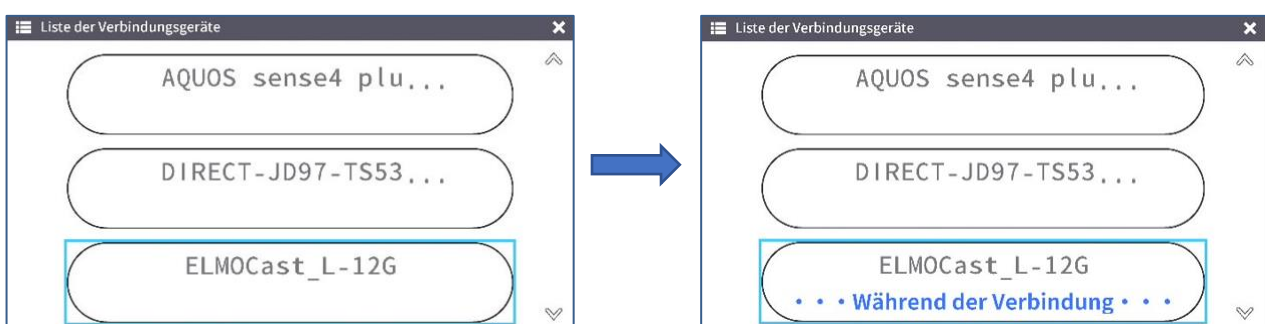 Liste der Verbindungsgeräte
AQUOS sense4 plu...
DIRECT-JD97-TS53...
ELMOCast_L-12G
Liste der Verbindungsgeräte
AQUOS sense4 plu...
DIRECT-JD97-TS53...
ELMOCast_L-12G
・・・Während der Verbindung・・・